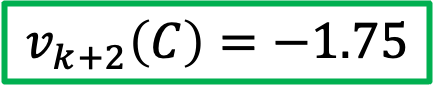 v_{k+2}(C) = −1.75